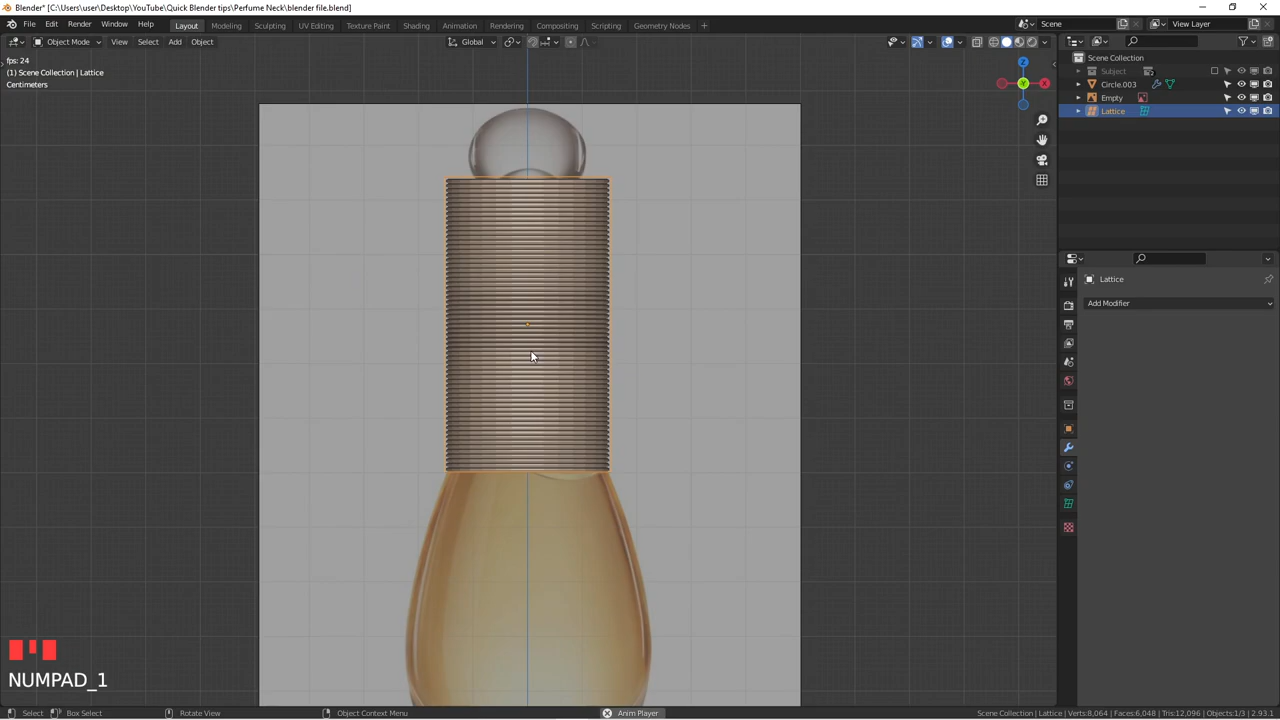 Blender* [C:\Users\user\Desktop\YouTube\Quick Blender tips\Perfume Neck\blender file.blend]
File Edit Render Window Help Layout Modeling Sculpting UV Editing Texture Paint Shading Animation Rendering Compositing Scripting Geometry Nodes + Scene View Layer
Object Mode View Select Add Object Global
fps: 24
(1) Scene Collection | Lattice
Centimeters
Z
Y
X
Scene Collection
Subject
Circle.003
Empty
Lattice
Lattice
Add Modifier
NUMPAD_1
Select Box Select Rotate View Object Context Menu Anim Player Scene Collection | Lattice | Verts:8,064 | Faces:6,048 | Tris:12,096 | Objects:1/3 | 2.93.1